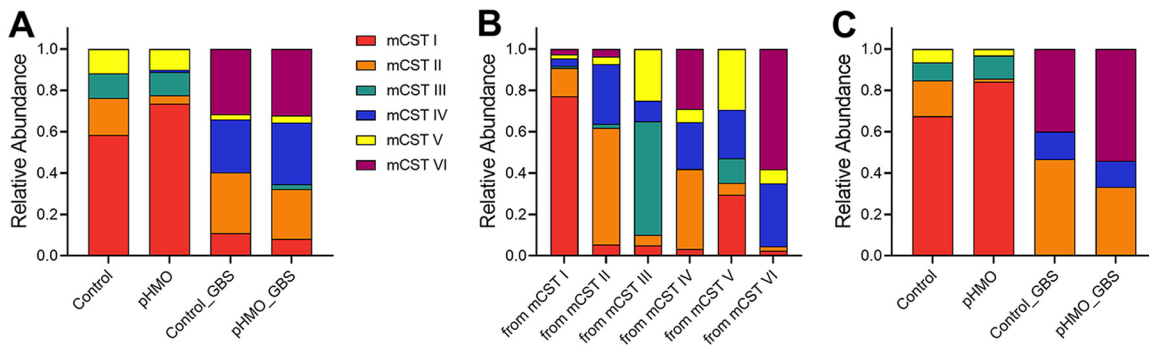 A
Relative Abundance
1.0
0.8
0.6
0.4
0.2
0.0
Control
pHMO
Control_GBS
pHMO_GBS
mCST I
mCST II
mCST III
mCST IV
mCST V
mCST VI
B
Relative Abundance
1.0
0.8
0.6
0.4
0.2
0.0
from mCST I
from mCST II
from mCST III
from mCST IV
from mCST V
from mCST VI
C
Relative Abundance
1.0
0.8
0.6
0.4
0.2
0.0
Control
pHMO
Control_GBS
pHMO_GBS